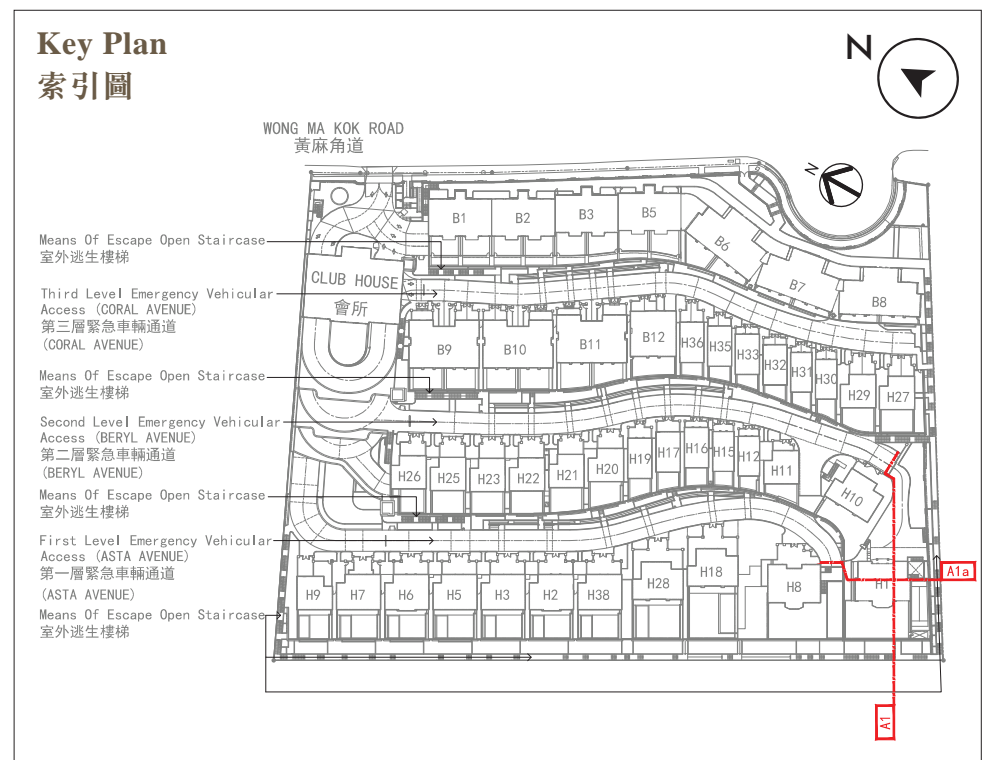 Key Plan
索引圖
N
WONG MA KOK ROAD
黃麻角道
N
Means Of Escape Open Staircase
室外逃生樓梯
CLUB HOUSE
會所
Third Level Emergency Vehicular
Access (CORAL AVENUE)
第三層緊急車輛通道
(CORAL AVENUE)
Means Of Escape Open Staircase
室外逃生樓梯
Second Level Emergency Vehicular
Access (BERYL AVENUE)
第二層緊急車輛通道
(BERYL AVENUE)
Means Of Escape Open Staircase
室外逃生樓梯
First Level Emergency Vehicular
Access (ASTA AVENUE)
第一層緊急車輛通道
(ASTA AVENUE)
Means Of Escape Open Staircase
室外逃生樓梯
B1 B2 B3 B5 B6 B7 B8
B9 B10 B11 B12 H36 H35 H33 H32 H31 H30 H29 H27
H26 H25 H23 H22 H21 H20 H19 H17 H16 H15 H12 H11 H10
H9 H7 H6 H5 H3 H2 H38 H28 H18 H8 H1
A1a
A1